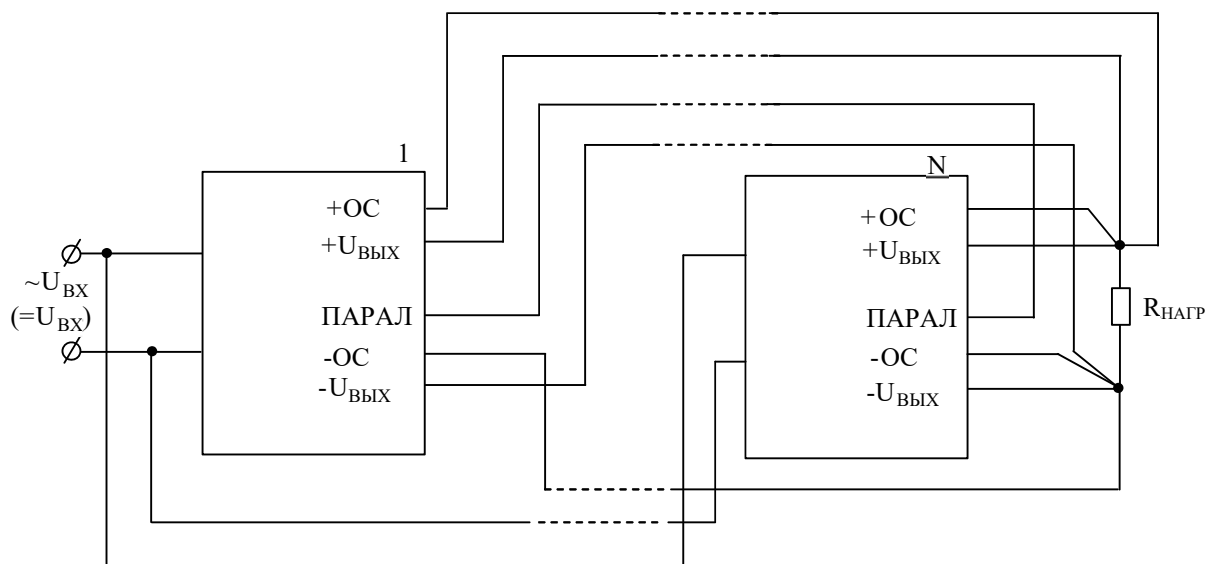 1
+ОС
+UВЫХ
ПАРАЛ
-ОС
-UВЫХ
~UВХ
(=UВХ)
N
+ОС
+UВЫХ
ПАРАЛ
-ОС
-UВЫХ
RНАГР